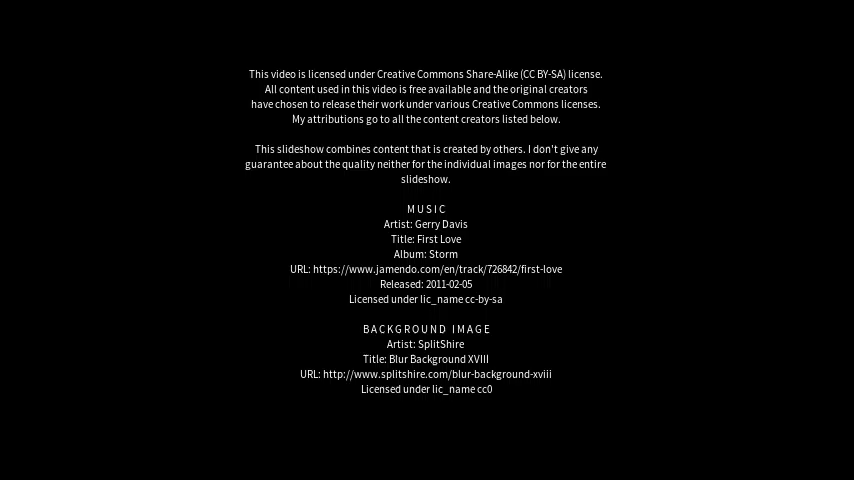 This video is licensed under Creative Commons Share-Alike (CC BY-SA) license.
All content used in this video is free available and the original creators
have chosen to release their work under various Creative Commons licenses.
My attributions go to all the content creators listed below.
This slideshow combines content that is created by others. I don't give any
guarantee about the quality neither for the individual images nor for the entire
slideshow.
MUSIC
Artist: Gerry Davis
Title: First Love
Album: Storm
URL: https://www.jamendo.com/en/track/726842/first-love
Released: 2011-02-05
Licensed under lic_name cc-by-sa
BACKGROUND IMAGE
Artist: SplitShire
Title: Blur Background XVIII
URL: http://www.splitshire.com/blur-background-xviii
Licensed under lic_name cc0